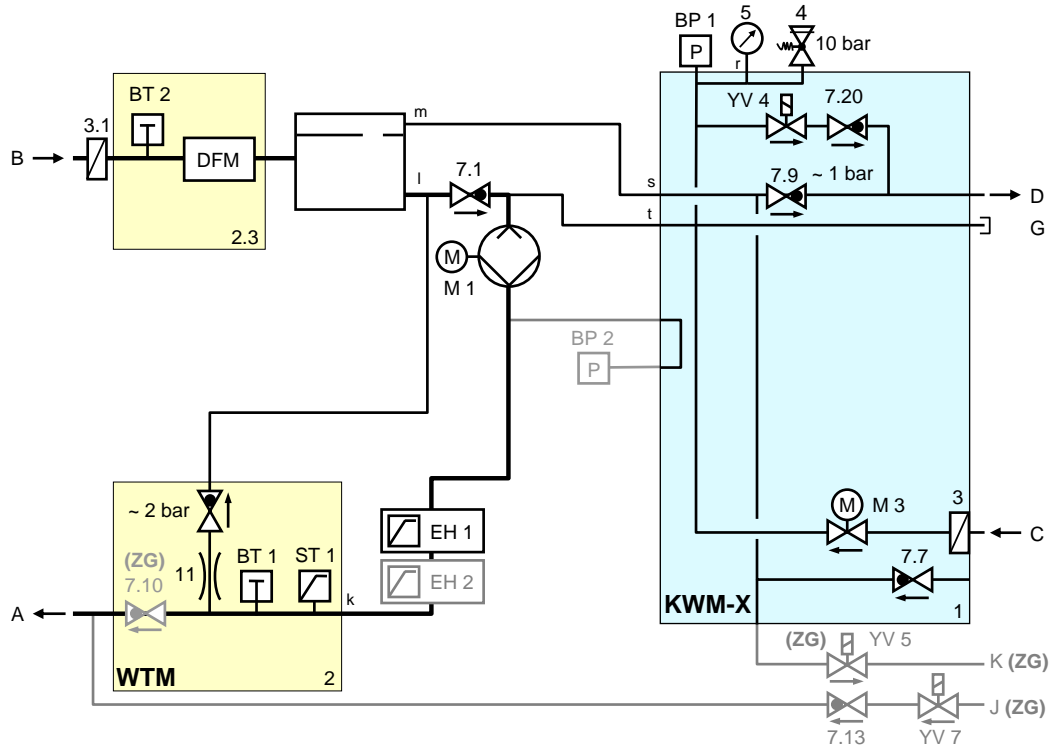 BP 1
5
4
P
10 bar
r
YV 4
7.20
BT 2
3.1
B
DFM
m
l
7.1
s
7.9
~ 1 bar
D
t
G
2.3
M
M 1
BP 2
P
~ 2 bar
EH 1
M
M 3
3
C
(ZG)
7.10
11
BT 1
ST 1
EH 2
7.7
k
A
KWM-X
1
WTM
2
(ZG)
YV 5
K (ZG)
J (ZG)
7.13
YV 7